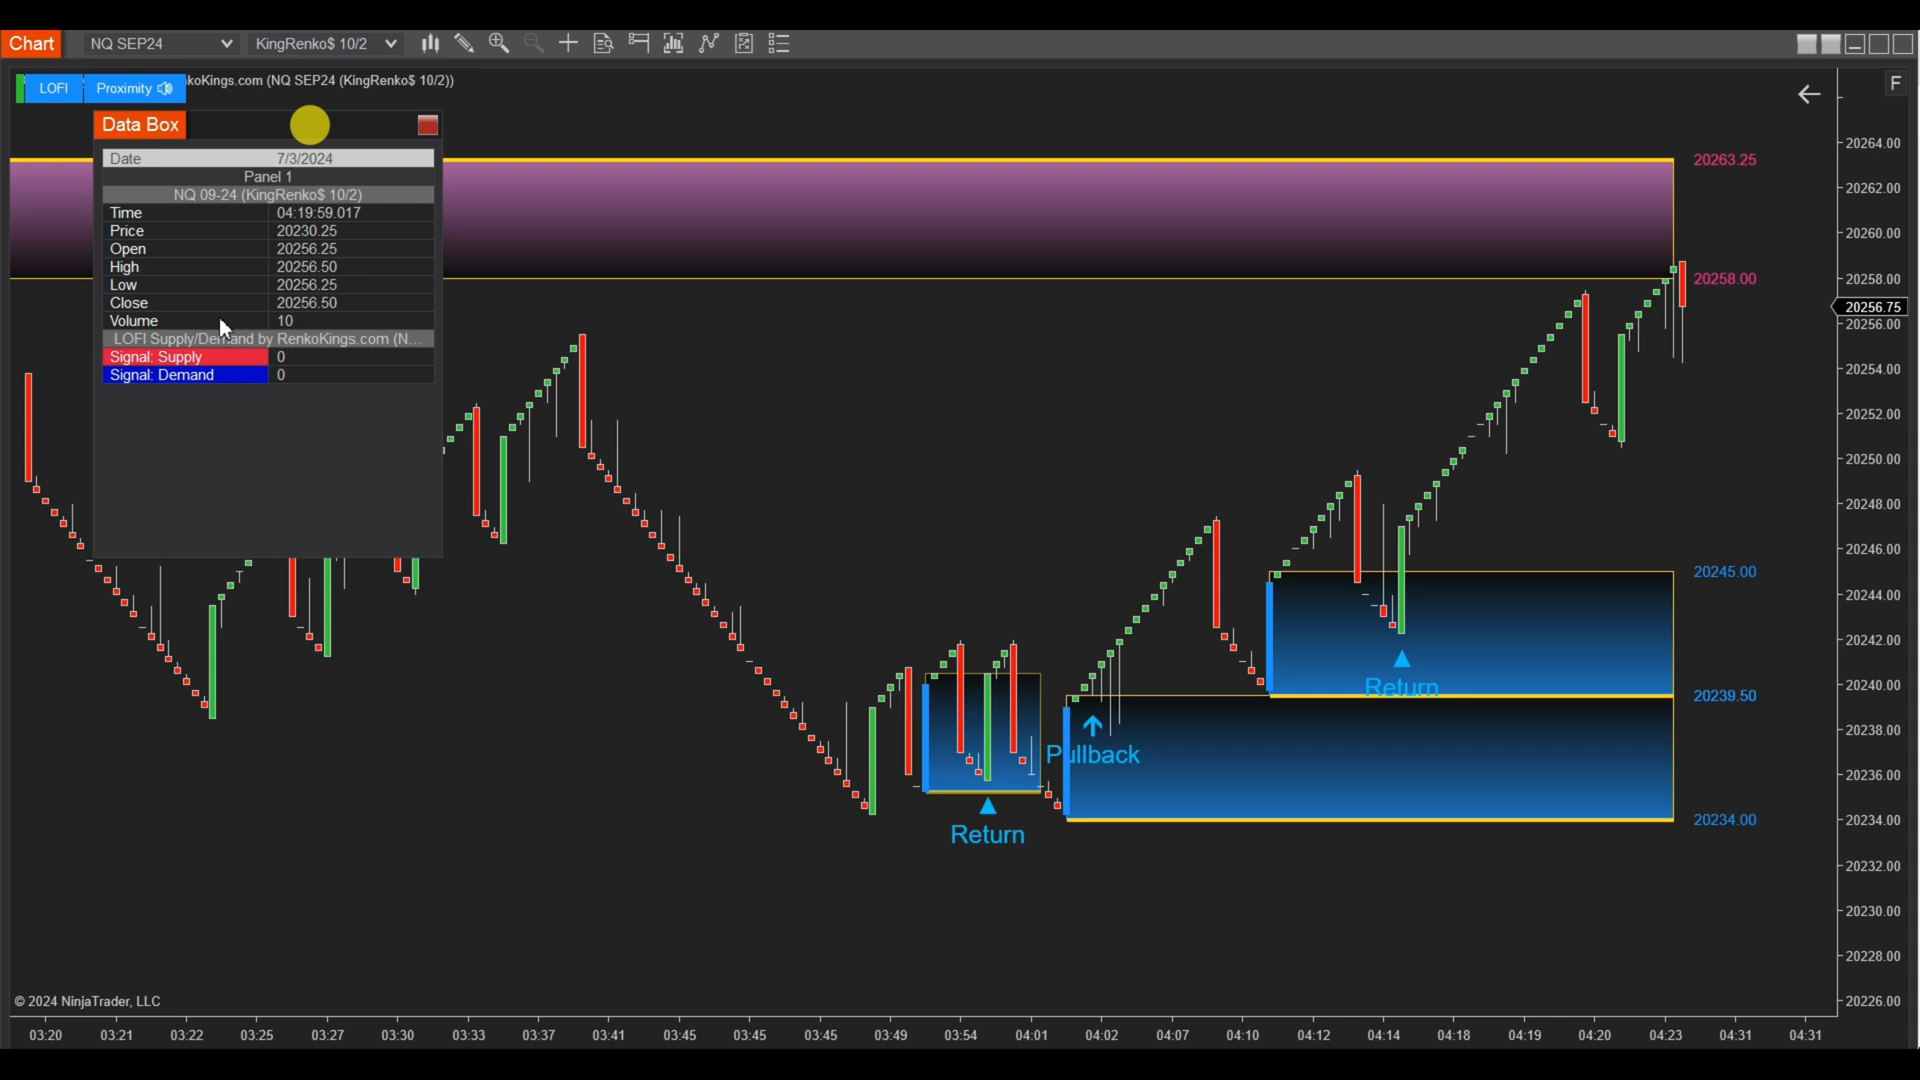 Chart NQ SEP24 KingRenko$ 10/2
LOFI Proximity koKings.com (NQ SEP24 (KingRenko$ 10/2))
F
Data Box
Date 7/3/2024
Panel 1
NQ 09-24 (KingRenko$ 10/2)
Time 04:19:59.017
Price 20230.25
Open 20256.25
High 20256.50
Low 20256.25
Close 20256.50
Volume 10
LOFI Supply/Demand by RenkoKings.com (N...
Signal: Supply 0
Signal: Demand 0
20263.25
20258.00
20245.00
20239.50
20234.00
Return
Pullback
Return
20264.00
20262.00
20260.00
20258.00
20256.75
20256.00
20254.00
20252.00
20250.00
20248.00
20246.00
20244.00
20242.00
20240.00
20238.00
20236.00
20234.00
20232.00
20230.00
20228.00
20226.00
© 2024 NinjaTrader, LLC
03:20 03:21 03:22 03:25 03:27 03:30 03:33 03:37 03:41 03:45 03:45 03:45 03:49 03:54 04:01 04:02 04:07 04:10 04:12 04:14 04:18 04:19 04:20 04:23 04:31 04:31